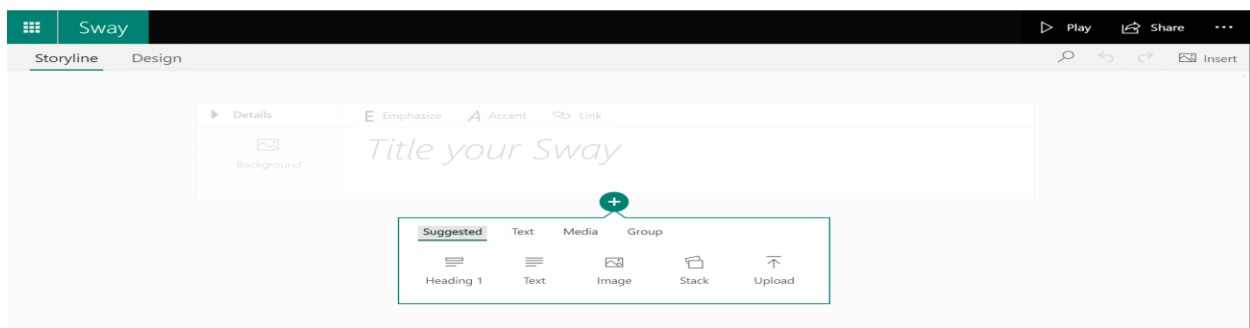 Sway Play Share ...
Storyline Design Insert
Details E Emphasize A Accent Link
Background
Title your Sway
Suggested Text Media Group
Heading 1 Text Image Stack Upload